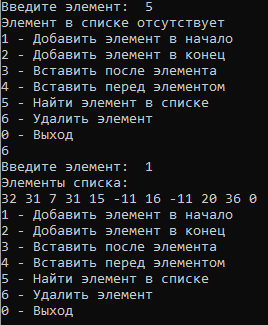 Введите элемент:  5
Элемент в списке отсутствует
1 - Добавить элемент в начало
2 - Добавить элемент в конец
3 - Вставить после элемента
4 - Вставить перед элементом
5 - Найти элемент в списке
6 - Удалить элемент
0 - Выход
6
Введите элемент:  1
Элементы списка:
32 31 7 31 15 -11 16 -11 20 36 0
1 - Добавить элемент в начало
2 - Добавить элемент в конец
3 - Вставить после элемента
4 - Вставить перед элементом
5 - Найти элемент в списке
6 - Удалить элемент
0 - Выход